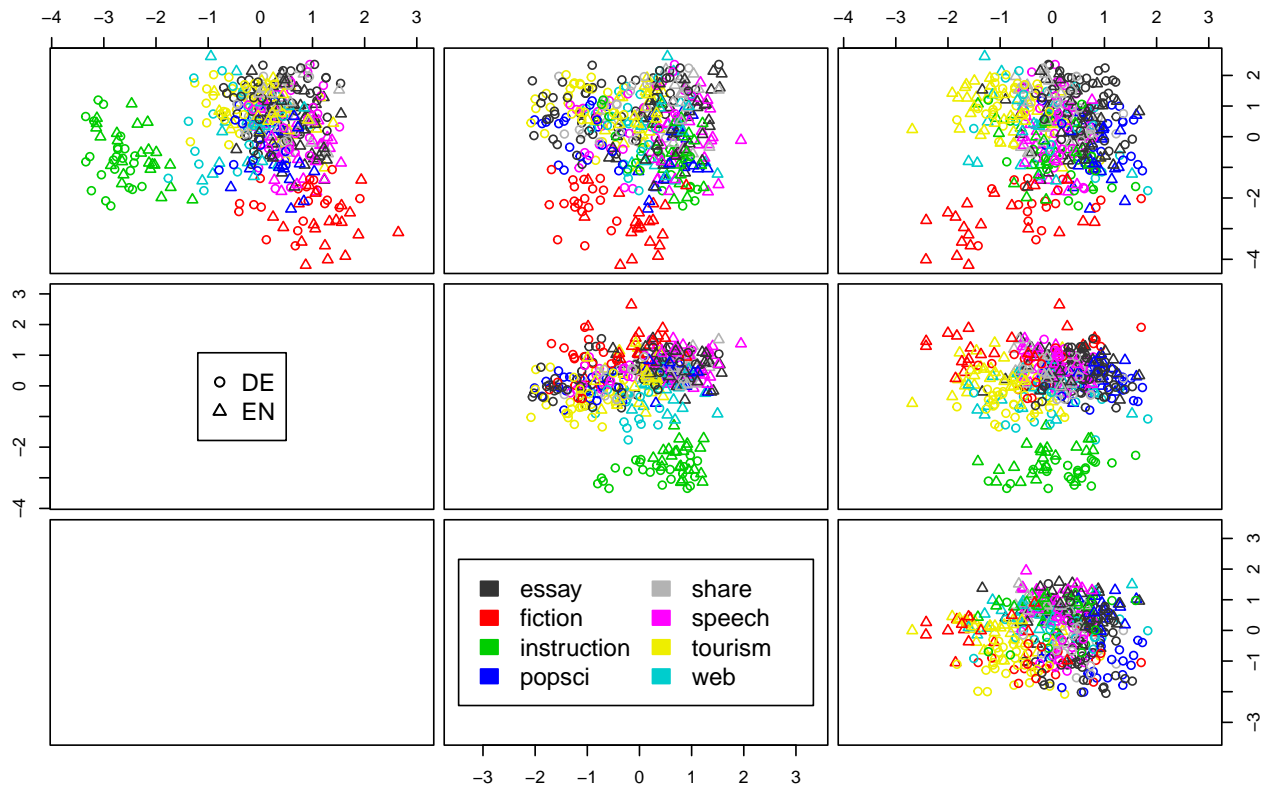 −4 −3 −2 −1 0 1 2 3
−4 −3 −2 −1 0 1 2 3
2
0
−2
−4
3
2
1
0
−2
−4
DE
EN
essay
fiction
instruction
popsci
share
speech
tourism
web
3
2
1
0
−1
−3
−3 −2 −1 0 1 2 3